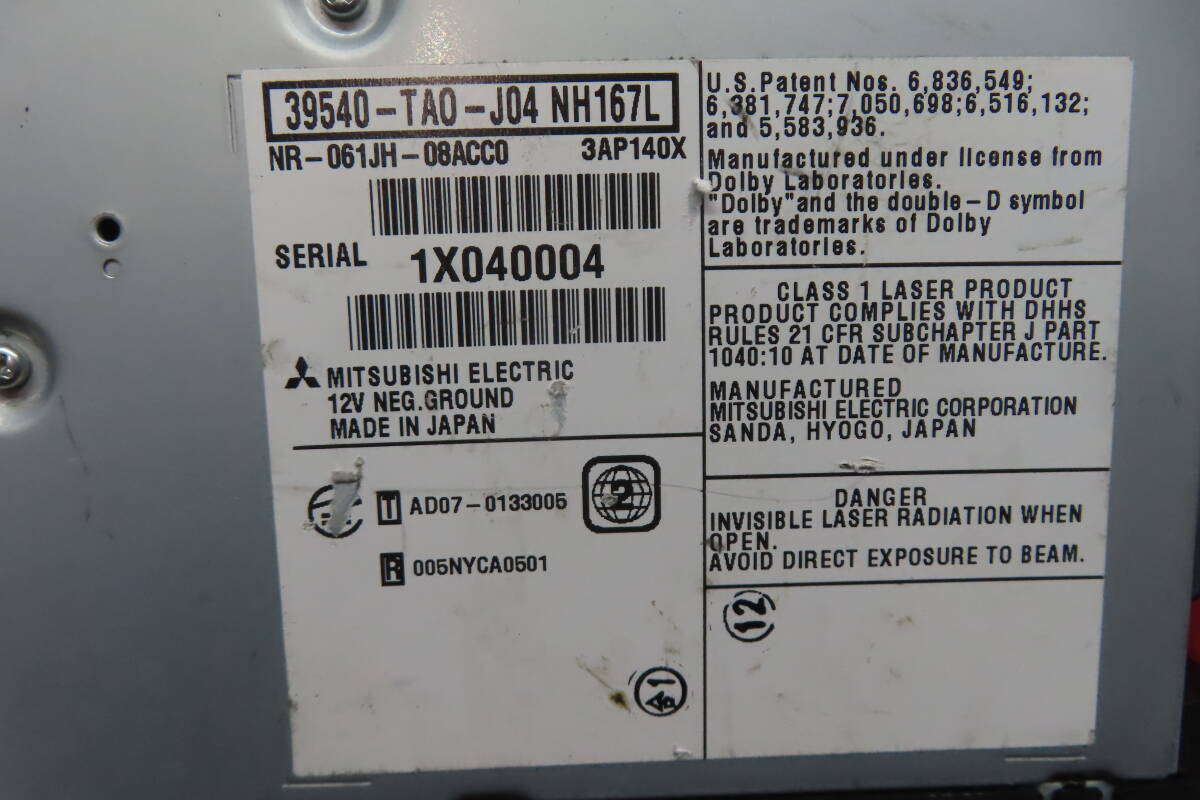 39540-TA0-J04 NH167L
NR-061JH-08ACC0 3AP140X
SERIAL 1X040004
MITSUBISHI ELECTRIC
12V NEG.GROUND
MADE IN JAPAN
T AD07-0133005
2
R 005NYCA0501
U.S.Patent Nos. 6,836,549;
6,381,747;7,050,698;6,516,132;
and 5,583,936.
Manufactured under license from
Dolby Laboratories.
"Dolby"and the double-D symbol
are trademarks of Dolby
Laboratories.
CLASS 1 LASER PRODUCT
PRODUCT COMPLIES WITH DHHS
RULES 21 CFR SUBCHAPTER J PART
1040:10 AT DATE OF MANUFACTURE.
MANUFACTURED
MITSUBISHI ELECTRIC CORPORATION
SANDA, HYOGO, JAPAN
DANGER
INVISIBLE LASER RADIATION WHEN
OPEN.
AVOID DIRECT EXPOSURE TO BEAM.
12